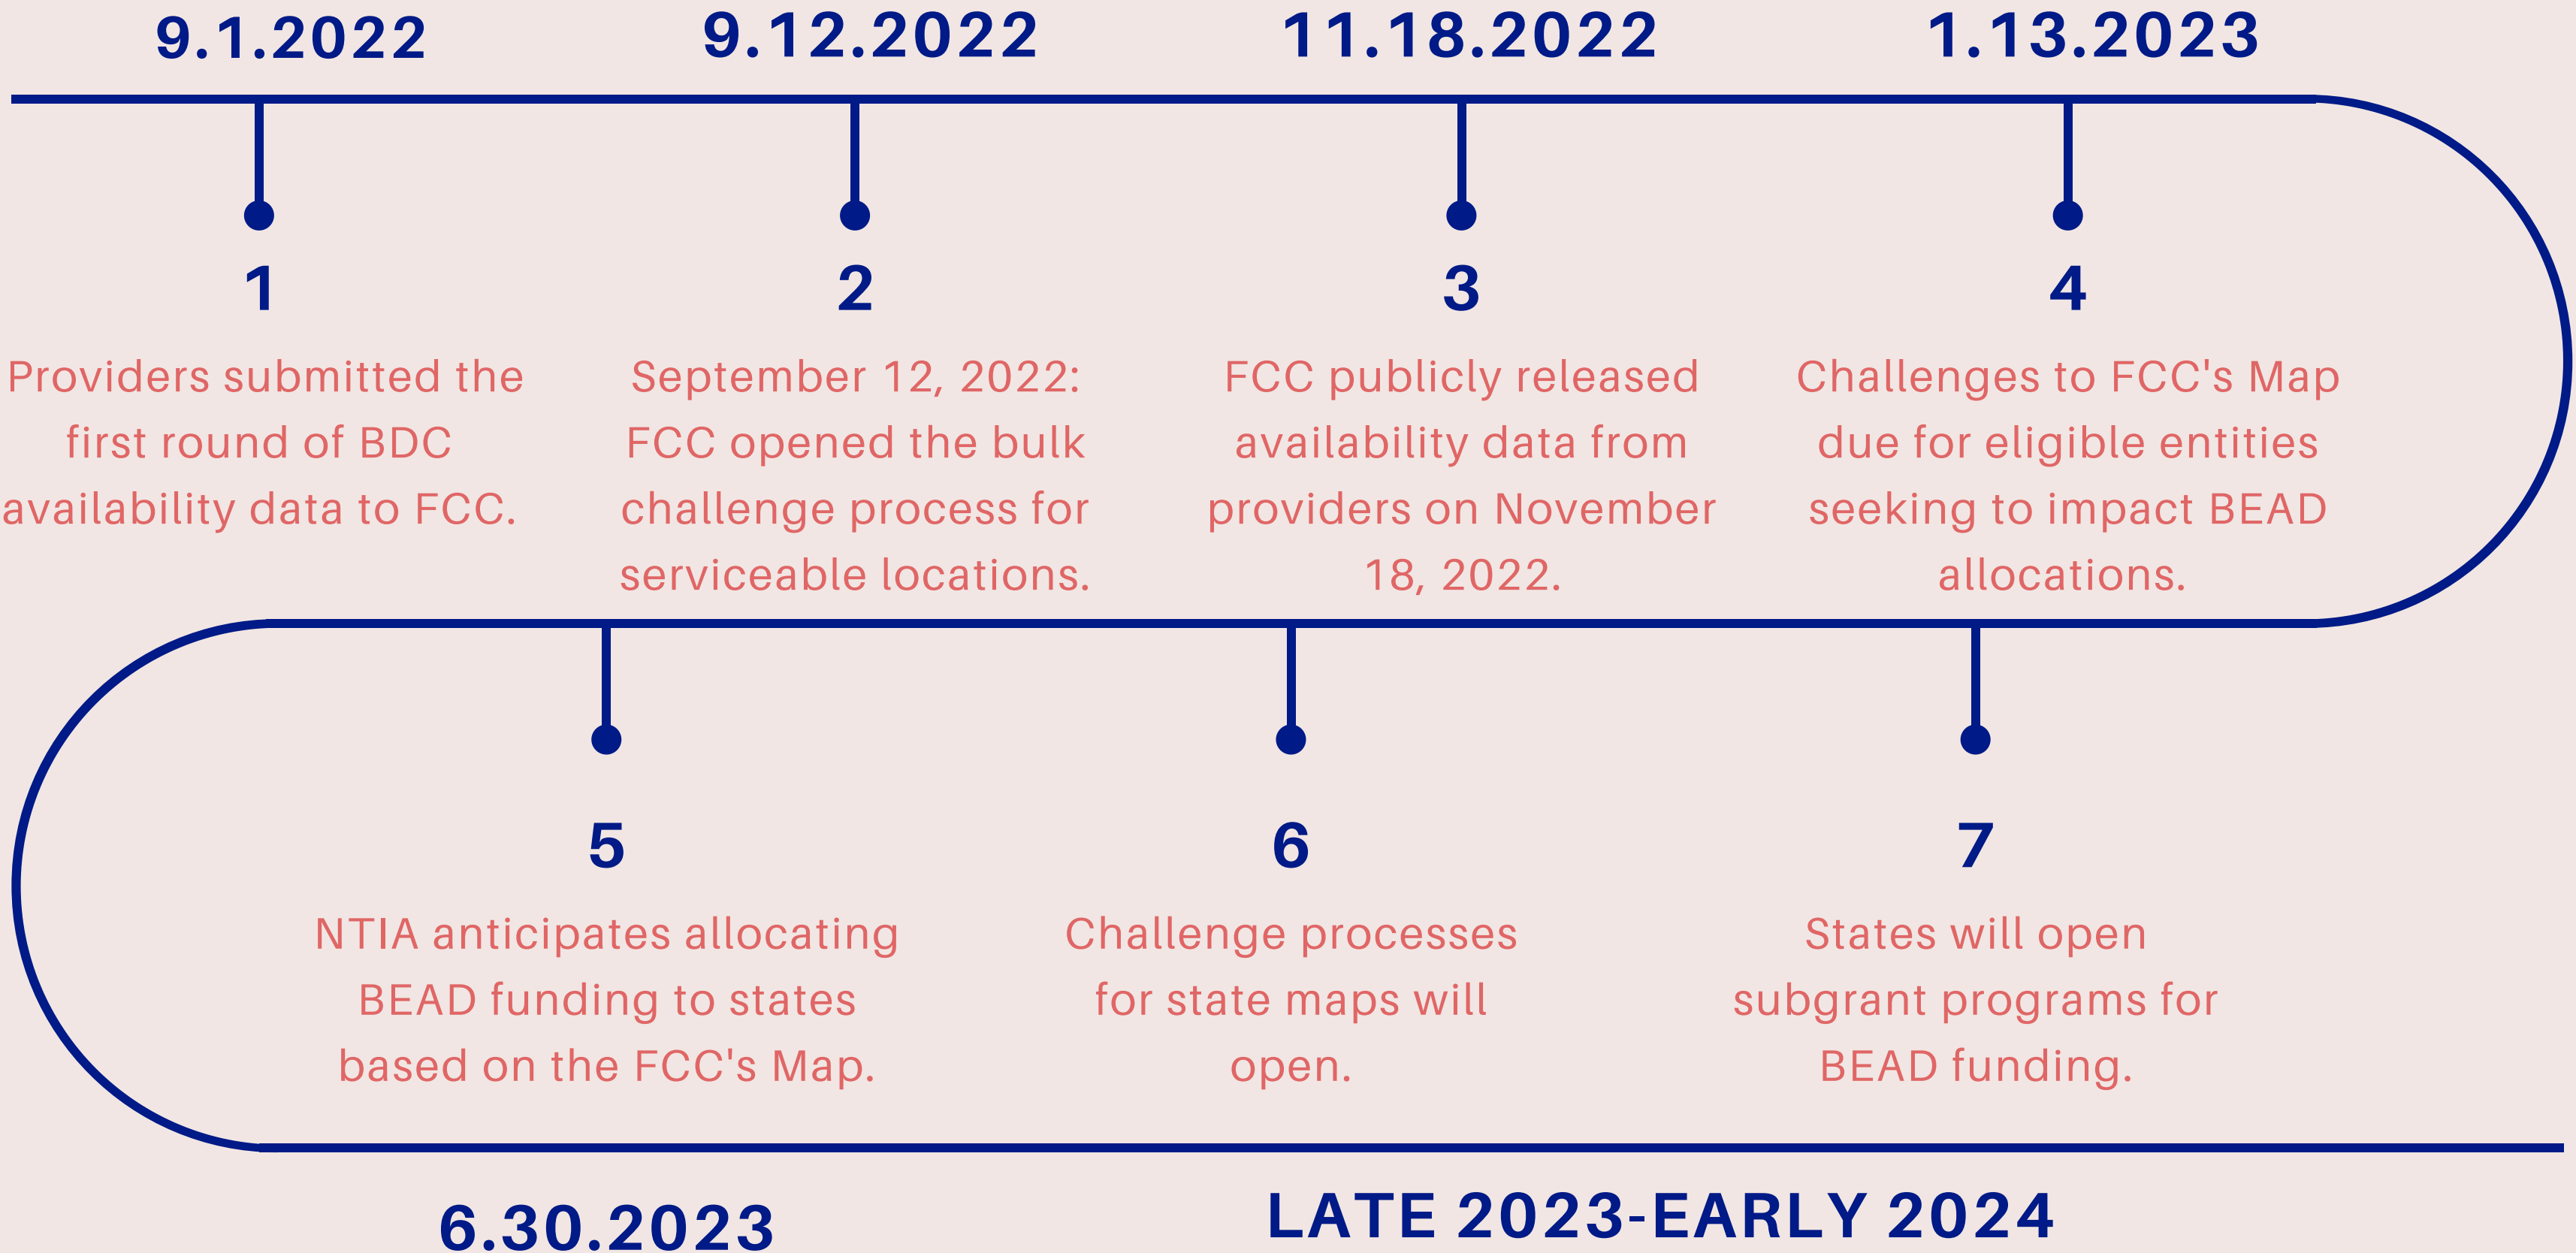 9.1.2022
9.12.2022
11.18.2022
1.13.2023
1
Providers submitted the
first round of BDC
availability data to FCC.
2
September 12, 2022:
FCC opened the bulk
challenge process for
serviceable locations.
3
FCC publicly released
availability data from
providers on November
18, 2022.
4
Challenges to FCC's Map
due for eligible entities
seeking to impact BEAD
allocations.
5
NTIA anticipates allocating
BEAD funding to states
based on the FCC's Map.
6
Challenge processes
for state maps will
open.
7
States will open
subgrant programs for
BEAD funding.
6.30.2023
LATE 2023-EARLY 2024